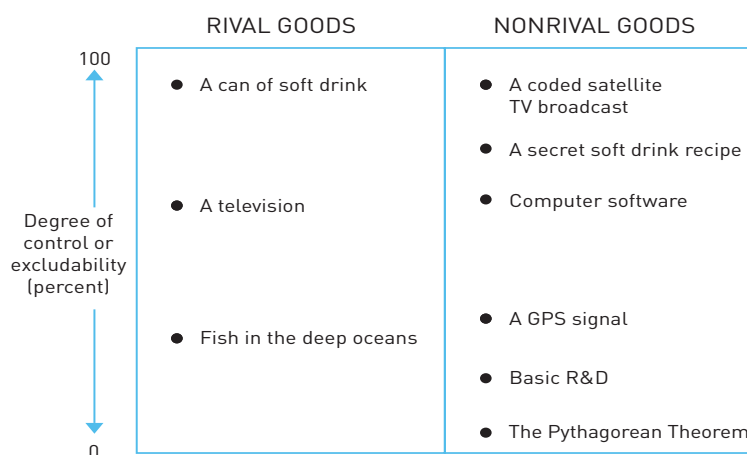 RIVAL GOODS
NONRIVAL GOODS
100
Degree of
control or
excludability
(percent)
0
A can of soft drink
A television
Fish in the deep oceans
A coded satellite
TV broadcast
A secret soft drink recipe
Computer software
A GPS signal
Basic R&D
The Pythagorean Theorem